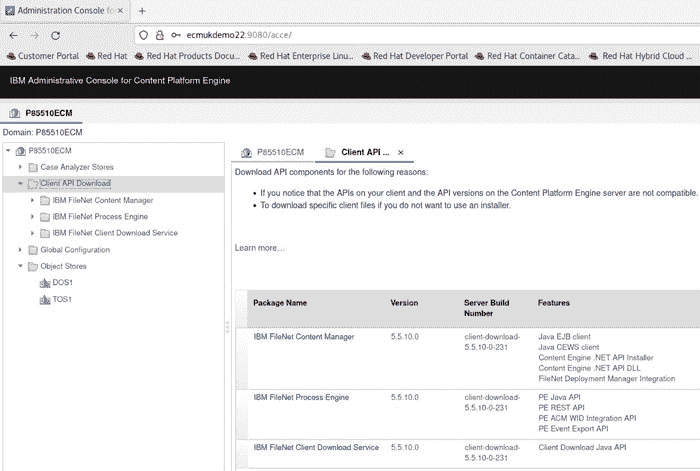 Administration Console for
ecmukdemo22:9080/acce/
Customer Portal Red Hat Red Hat Products Docu... Red Hat Enterprise Linu... Red Hat Developer Portal Red Hat Container Cata... Red Hat Hybrid Cloud ...
IBM Administrative Console for Content Platform Engine
P85510ECM
Domain: P85510ECM
P85510ECM
Case Analyzer Stores
Client API Download
IBM FileNet Content Manager
IBM FileNet Process Engine
IBM FileNet Client Download Service
Global Configuration
Object Stores
DOS1
TOS1
P85510ECM Client API ... ×
Download API components for the following reasons:
• If you notice that the APIs on your client and the API versions on the Content Platform Engine server are not compatible.
• To download specific client files if you do not want to use an installer.
Learn more...
Package Name Version Server Build Number Features
IBM FileNet Content Manager 5.5.10.0 client-download-5.5.10-0-231 Java EJB client
Java CEWS client
Content Engine .NET API Installer
Content Engine .NET API DLL
FileNet Deployment Manager Integration
IBM FileNet Process Engine 5.5.10.0 client-download-5.5.10-0-231 PE Java API
PE REST API
PE ACM WID Integration API
PE Event Export API
IBM FileNet Client Download Service 5.5.10.0 client-download-5.5.10-0-231 Client Download Java API